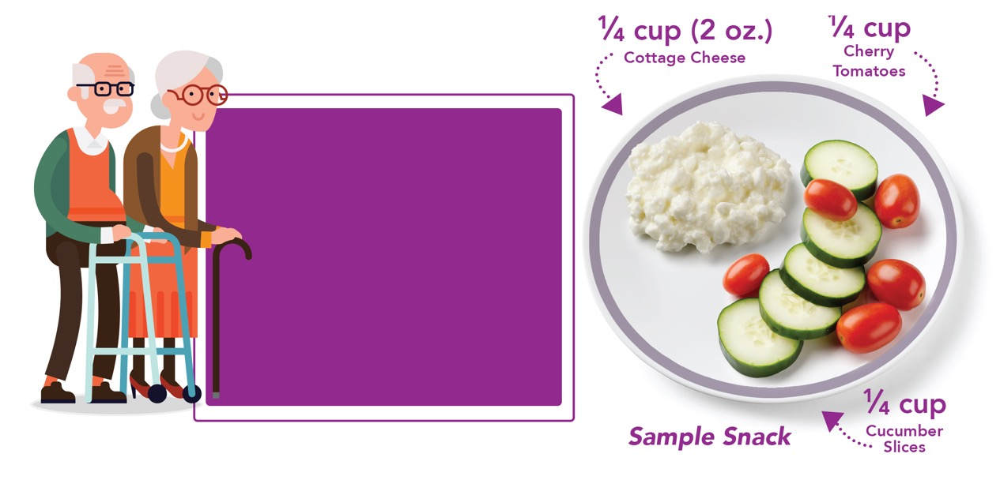 ¼ cup (2 oz.)
Cottage Cheese
¼ cup
Cherry
Tomatoes
¼ cup
Cucumber
Slices
Sample Snack